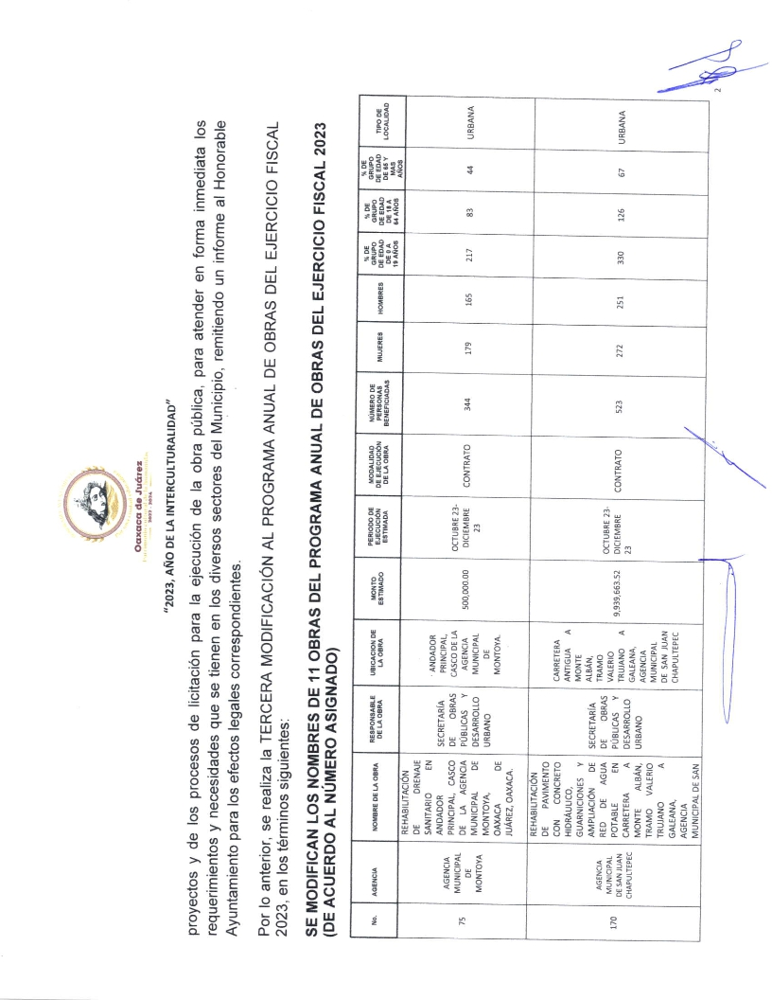 Oaxaca de Juárez
2022 - 2024
“2023, AÑO DE LA INTERCULTURALIDAD”
proyectos y de los procesos de licitación para la ejecución de la obra pública, para atender en forma inmediata los
requerimientos y necesidades que se tienen en los diversos sectores del Municipio, remitiendo un informe al Honorable
Ayuntamiento para los efectos legales correspondientes.
Por lo anterior, se realiza la TERCERA MODIFICACIÓN AL PROGRAMA ANUAL DE OBRAS DEL EJERCICIO FISCAL
2023, en los términos siguientes:
SE MODIFICAN LOS NOMBRES DE 11 OBRAS DEL PROGRAMA ANUAL DE OBRAS DEL EJERCICIO FISCAL 2023
(DE ACUERDO AL NÚMERO ASIGNADO)
No.
AGENCIA
NOMBRE DE LA OBRA
RESPONSABLE
DE LA OBRA
UBICACION DE
LA OBRA
MONTO
ESTIMADO
PERIODO DE
EJECUCIÓN
ESTIMADA
MODALIDAD
DE EJECUCIÓN
DE LA OBRA
NÚMERO DE
PERSONAS
BENEFICIADAS
MUJERES
HOMBRES
% DE
GRUPO
DE EDAD
DE 0 A
19 AÑOS
% DE
GRUPO
DE EDAD
DE 18 A
64 AÑOS
% DE
GRUPO
DE EDAD
DE 65 Y
MAS
AÑOS
TIPO DE
LOCALIDAD
75
AGENCIA
MUNICIPAL
DE
MONTOYA
REHABILITACIÓN
DE DRENAJE
SANITARIO EN
ANDADOR
PRINCIPAL, CASCO
DE LA AGENCIA
MUNICIPAL DE
MONTOYA,
OAXACA DE
JUÁREZ, OAXACA.
SECRETARÍA
DE OBRAS
PÚBLICAS Y
DESARROLLO
URBANO
ANDADOR
PRINCIPAL,
CASCO DE LA
AGENCIA
MUNICIPAL
DE
MONTOYA.
500,000.00
OCTUBRE 23-
DICIEMBRE
23
CONTRATO
344
179
165
217
83
44
URBANA
170
AGENCIA
MUNICIPAL
DE SAN JUAN
CHAPULTEPEC
REHABILITACIÓN
DE PAVIMENTO
CON CONCRETO
HIDRÁULICO,
GUARNICIONES Y
AMPLIACIÓN DE
RED DE AGUA
POTABLE EN
CARRETERA A
MONTE ALBÁN,
TRAMO VALERIO
TRUJANO A
GALEANA,
AGENCIA
MUNICIPAL DE SAN
SECRETARÍA
DE OBRAS
PÚBLICAS Y
DESARROLLO
URBANO
CARRETERA
ANTIGUA A
MONTE
ALBÁN,
TRAMO
VALERIO
TRUJANO A
GALEANA,
AGENCIA
MUNICIPAL
DE SAN JUAN
CHAPULTEPEC
9,939,663.52
OCTUBRE 23-
DICIEMBRE
23
CONTRATO
523
272
251
330
126
67
URBANA
2